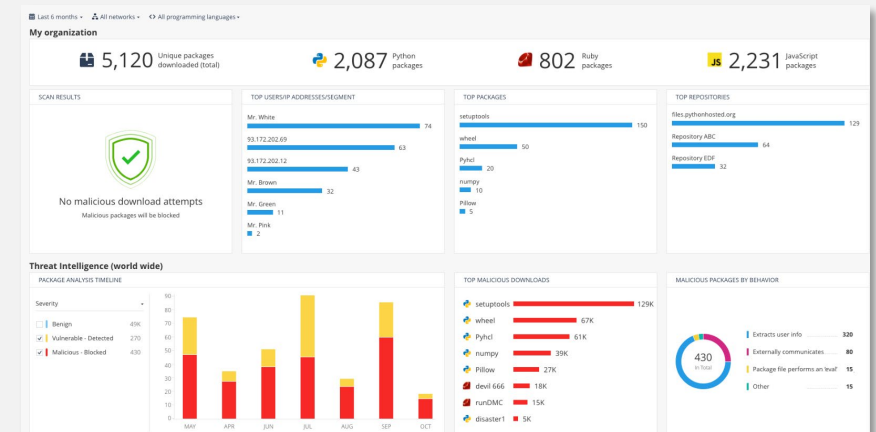 Last 6 months All networks <> All programming languages
My organization
5,120 Unique packages downloaded (total)
2,087 Python packages
802 Ruby packages
JS 2,231 JavaScript packages
SCAN RESULTS
No malicious download attempts
Malicious packages will be blocked
TOP USERS/IP ADDRESSES/SEGMENT
Mr. White
74
93.172.202.69
63
93.172.202.12
43
Mr. Brown
32
Mr. Green
11
Mr. Pink
2
TOP PACKAGES
setuptools
150
wheel
50
Pyhcl
20
numpy
10
Pillow
5
TOP REPOSITORIES
files.pythonhosted.org
129
Repository ABC
64
Repository EDF
32
Threat Intelligence (world wide)
PACKAGE ANALYSIS TIMELINE
Severity
Benign 49K
Vulnerable - Detected 270
Malicious - Blocked 430
90
80
70
60
50
40
30
20
10
0
MAY APR JUN JUL AUG SEP OCT
TOP MALICIOUS DOWNLOADS
setuptools 129K
wheel 67K
Pyhcl 61K
numpy 39K
Pillow 27K
devil 666 18K
runDMC 15K
disaster1 5K
MALICIOUS PACKAGES BY BEHAVIOR
430
In Total
Extracts user info 320
Externally communicates 80
Package file performs an 'eval' 15
Other 15